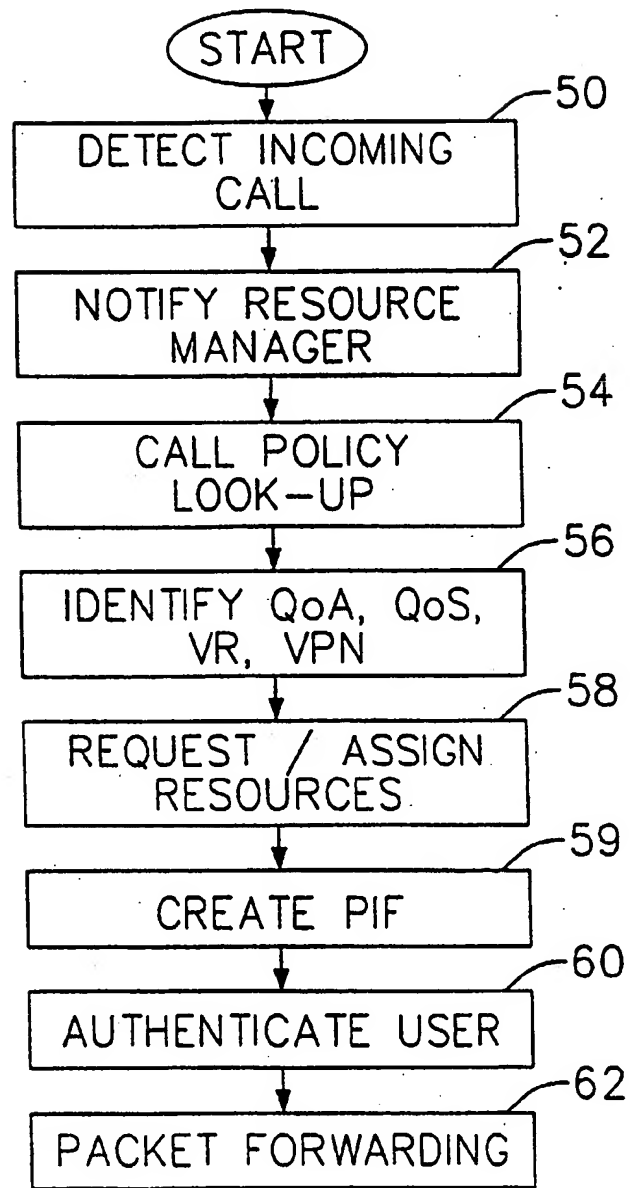 START
50
DETECT INCOMING
CALL
52
NOTIFY RESOURCE
MANAGER
54
CALL POLICY
LOOK-UP
56
IDENTIFY QoA, QoS,
VR, VPN
58
REQUEST / ASSIGN
RESOURCES
59
CREATE PIF
60
AUTHENTICATE USER
62
PACKET FORWARDING